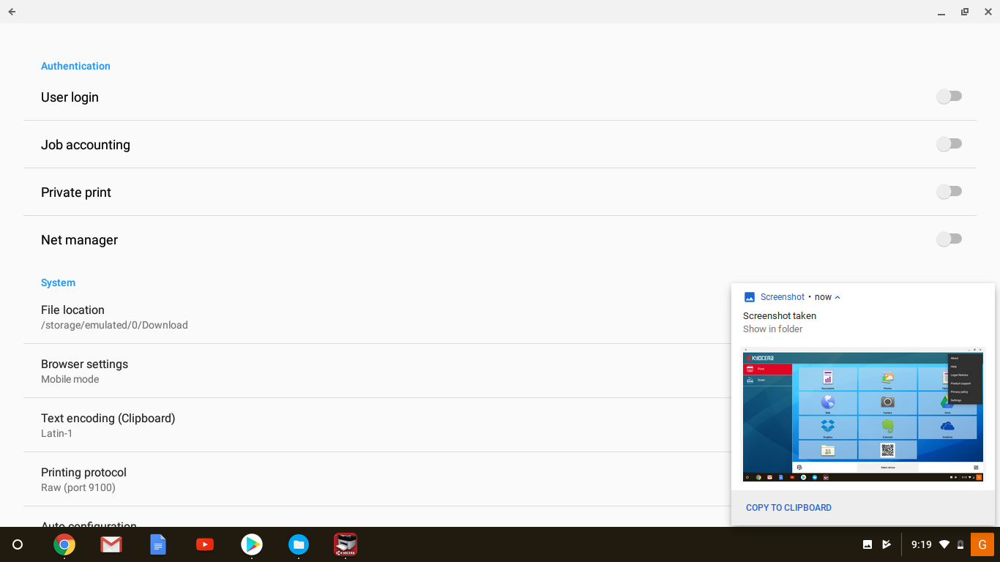 Authentication
User login
Job accounting
Private print
Net manager
System
File location
/storage/emulated/0/Download
Browser settings
Mobile mode
Text encoding (Clipboard)
Latin-1
Printing protocol
Raw (port 9100)
Auto configuration
Screenshot • now
Screenshot taken
Show in folder
KYOCERA
Print
Scan
About
Help
Legal Notices
Product support
Privacy policy
Settings
Documents
Photos
Web
Camera
Drive
Dropbox
Evernote
OneDrive
Select device
9:19
G
COPY TO CLIPBOARD
KYOCERA
9:19
G